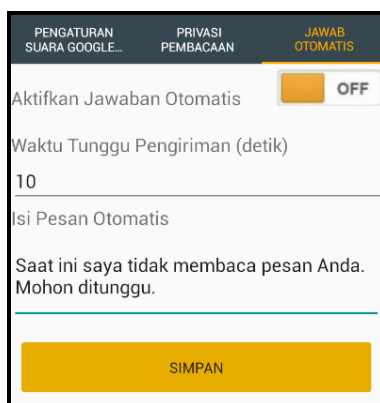 PENGATURAN
SUARA GOOGLE...
PRIVASI
PEMBACAAN
JAWAB
OTOMATIS
Aktifkan Jawaban Otomatis
OFF
Waktu Tunggu Pengiriman (detik)
10
Isi Pesan Otomatis
Saat ini saya tidak membaca pesan Anda.
Mohon ditunggu.
SIMPAN